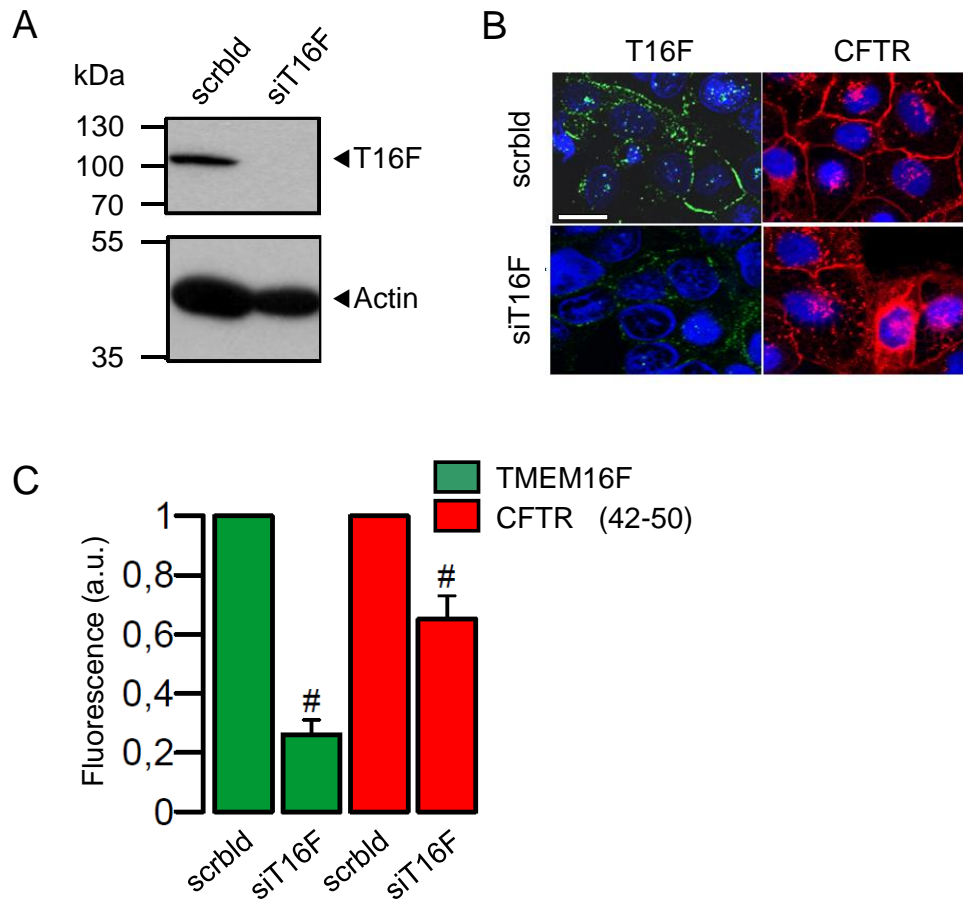 A
kDa
scrbld
siT16F
130
100
70
T16F
55
35
Actin
B
T16F
CFTR
scrbld
siT16F
C
TMEM16F
CFTR (42-50)
Fluorescence (a.u.)
1
0,8
0,6
0,4
0,2
0
#
#
scrbld
siT16F
scrbld
siT16F